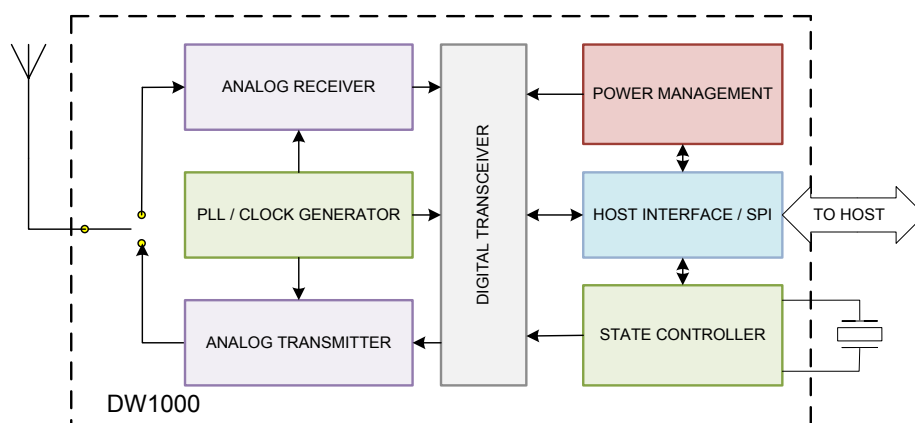 ANALOG RECEIVER
POWER MANAGEMENT
PLL / CLOCK GENERATOR
DIGITAL TRANSCEIVER
HOST INTERFACE / SPI
TO HOST
ANALOG TRANSMITTER
STATE CONTROLLER
DW1000